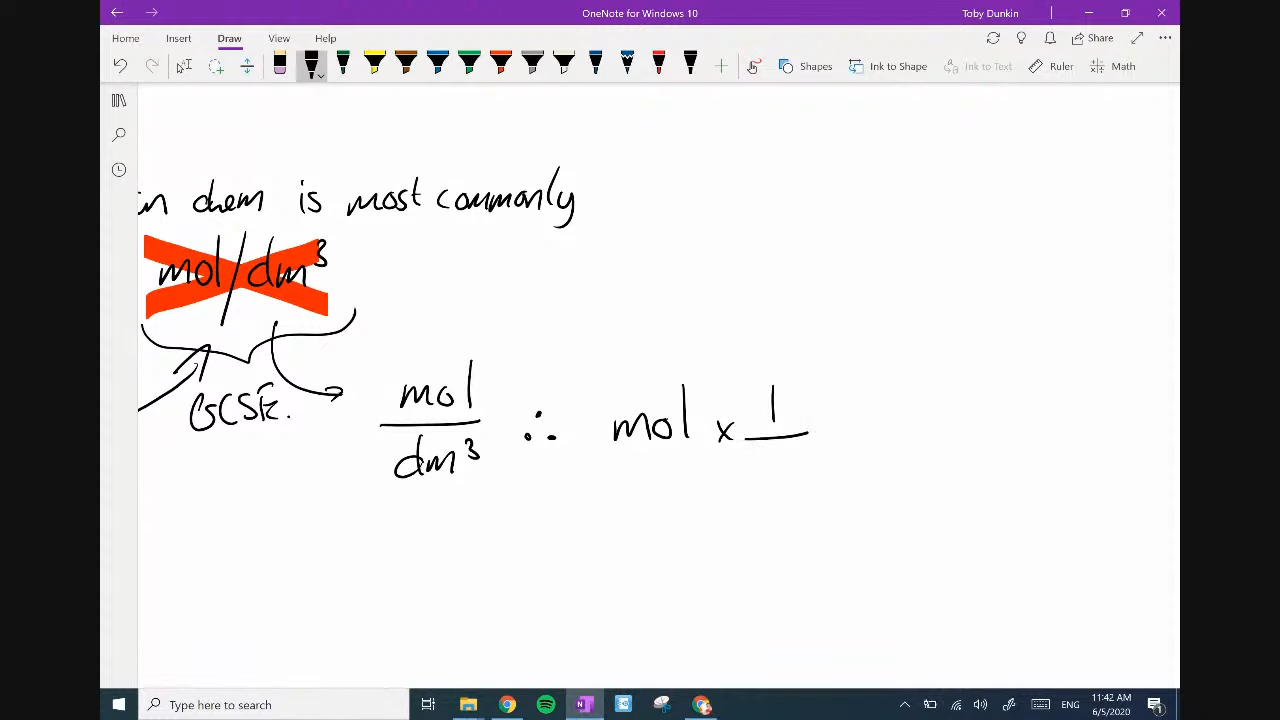 OneNote for Windows 10
Toby Dunkin
Home Insert Draw View Help
Share
Shapes Ink to Shape Ink to Text Ruler Math
in chem is most commonly
mol/dm³
GCSE.
mol
dm³
∴ mol × 1
Type here to search
ENG
11:42 AM
6/5/2020